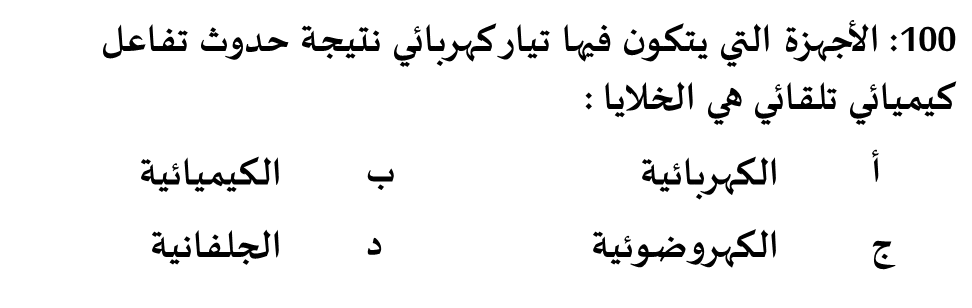 100: الأجهزة التي يتكون فيها تيار كهربائي نتيجة حدوث تفاعل
كيميائي تلقائي هي الخلايا :
أ الكهربائية ب الكيميائية
ج الكهروضوئية د الجلفانية